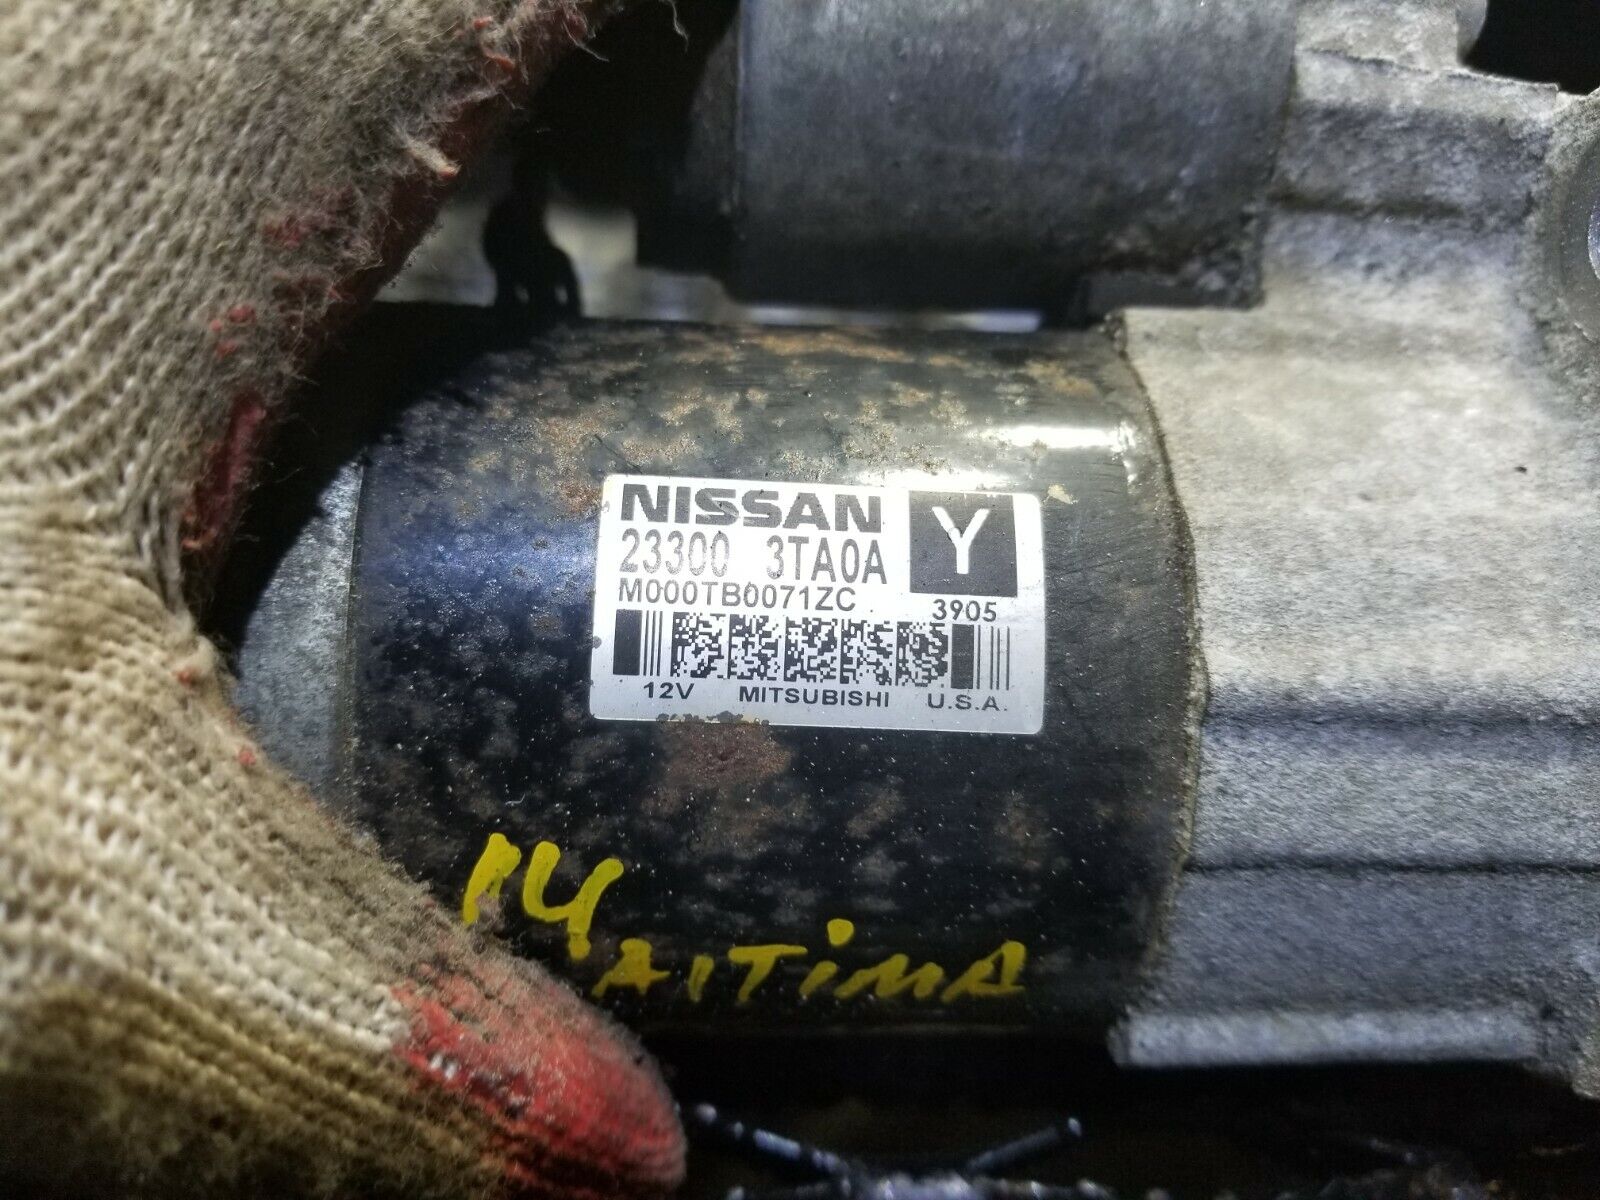 NISSAN Y
23300 3TA0A
M000TB0071ZC 3905
12V MITSUBISHI U.S.A.
14
AlTiMA